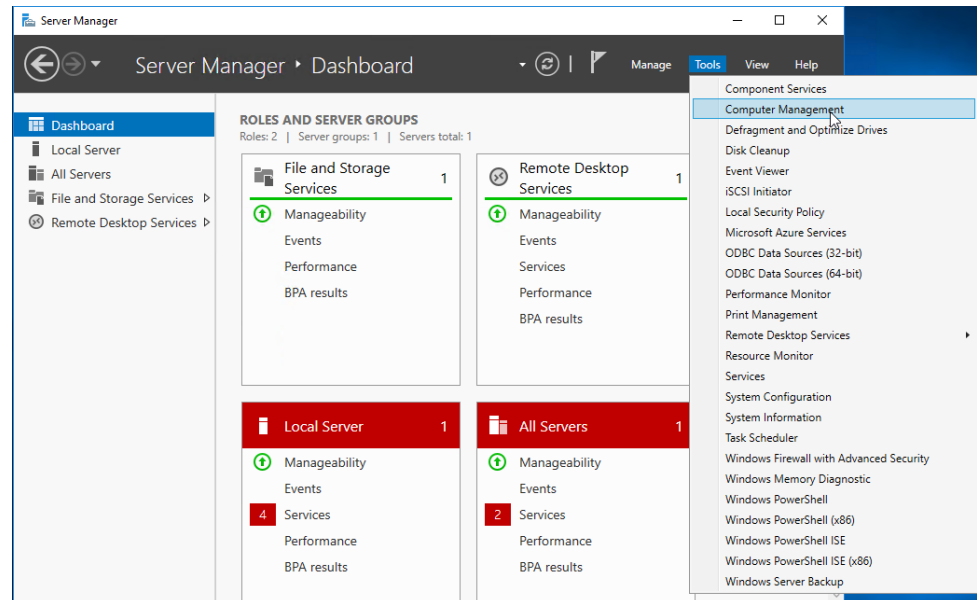 Server Manager
Server Manager ‣ Dashboard
Manage Tools View Help
Dashboard
Local Server
All Servers
File and Storage Services
Remote Desktop Services
ROLES AND SERVER GROUPS
Roles: 2 | Server groups: 1 | Servers total: 1
File and Storage
Services
1
Manageability
Events
Performance
BPA results
Remote Desktop
Services
1
Manageability
Events
Services
Performance
BPA results
Local Server 1
Manageability
Events
4 Services
Performance
BPA results
All Servers 1
Manageability
Events
2 Services
Performance
BPA results
Component Services
Computer Management
Defragment and Optimize Drives
Disk Cleanup
Event Viewer
iSCSI Initiator
Local Security Policy
Microsoft Azure Services
ODBC Data Sources (32-bit)
ODBC Data Sources (64-bit)
Performance Monitor
Print Management
Remote Desktop Services
Resource Monitor
Services
System Configuration
System Information
Task Scheduler
Windows Firewall with Advanced Security
Windows Memory Diagnostic
Windows PowerShell
Windows PowerShell (x86)
Windows PowerShell ISE
Windows PowerShell ISE (x86)
Windows Server Backup